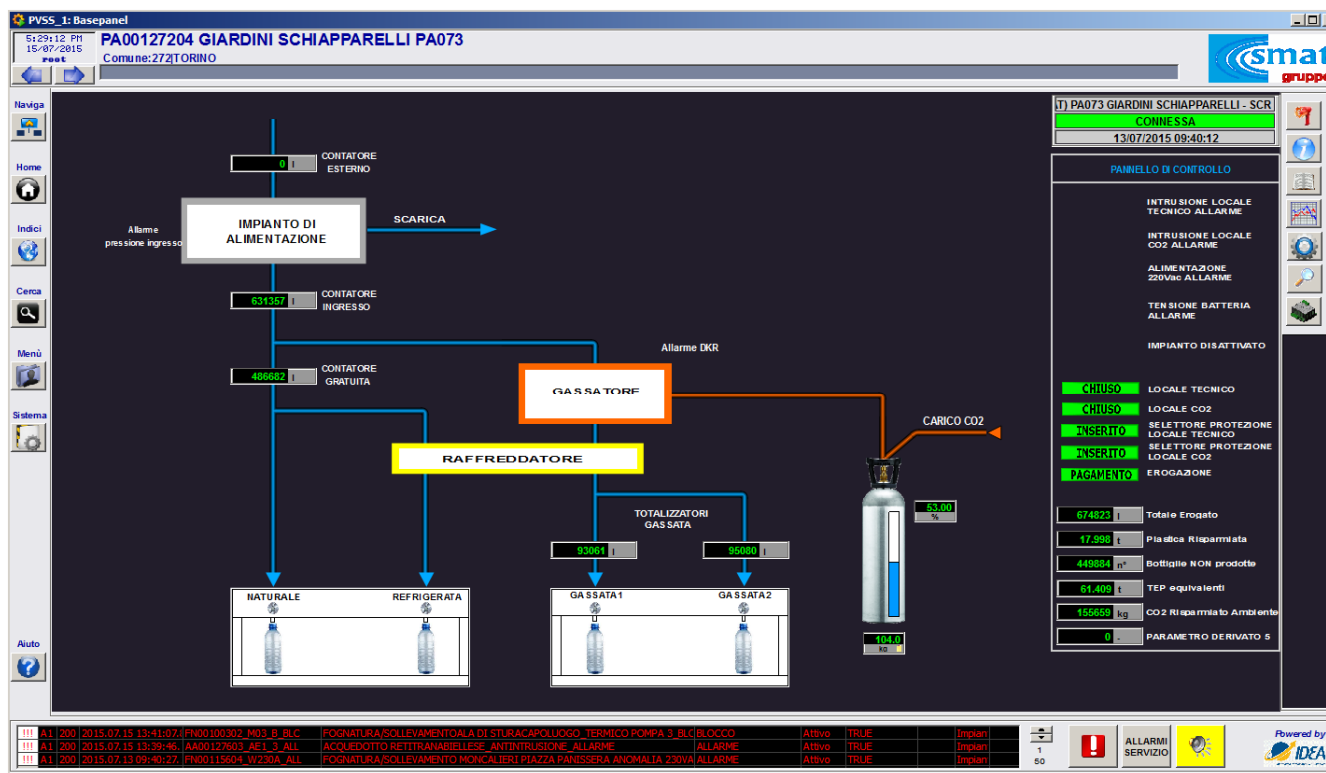 PVSS_1: Basepanel
5:29:12 PM
15/07/2015
root
PA00127204 GIARDINI SCHIAPPARELLI PA073
Comune:272|TORINO
smat
gruppo
Naviga
Home
Indici
Cerca
Menù
Sistema
Aiuto
CONTATORE
ESTERNO
0 l
Allarme
pressione ingresso
IMPIANTO DI
ALIMENTAZIONE
SCARICA
631357 l
CONTATORE
INGRESSO
486682 l
CONTATORE
GRATUITA
Allarme DKR
GASSATORE
CARICO CO2
RAFFREDDATORE
TOTALIZZATORI
GASSATA
93061 l
95080 l
53.00
%
104.0
kg
NATURALE
REFRIGERATA
GASSATA1
GASSATA2
T) PA073 GIARDINI SCHIAPPARELLI - SCR
CONNESSA
13/07/2015 09:40:12
PANNELLO DI CONTROLLO
INTRUSIONE LOCALE
TECNICO ALLARME
INTRUSIONE LOCALE
CO2 ALLARME
ALIMENTAZIONE
220Vac ALLARME
TENSIONE BATTERIA
ALLARME
IMPIANTO DISATTIVATO
CHIUSO LOCALE TECNICO
CHIUSO LOCALE CO2
INSERITO SELETTORE PROTEZIONE
LOCALE TECNICO
INSERITO SELETTORE PROTEZIONE
LOCALE CO2
PAGAMENTO EROGAZIONE
674823 l Totale Erogato
17.998 t Plastica Risparmiata
449884 n° Bottiglie NON prodotte
61.409 t TEP equivalenti
155659 kg CO2 Risparmiato Ambiente
0 - PARAMETRO DERIVATO 5
!!! A1 200 2015.07.15 13:41:07. FN00100302_M03_B_BLC FOGNATURA/SOLLEVAMENTOALA DI STURACAPOLUOGO_TERMICO POMPA 3_BLC BLOCCO Attivo TRUE Impian
!!! A1 200 2015.07.15 13:39:46. AA00127603_AE1_3_ALL ACQUEDOTTO RETITRANABIELLESE_ANTINTRUSIONE_ALLARME ALLARME Attivo TRUE Impian
!!! A1 200 2015.07.13 09:40:27. FN00115604_W230A_ALL FOGNATURA/SOLLEVAMENTO MONCALIERI PIAZZA PANISSERA ANOMALIA 230VA ALLARME Attivo TRUE Impian
1
50
!
ALLARMI
SERVIZIO
Powered by
IDEA